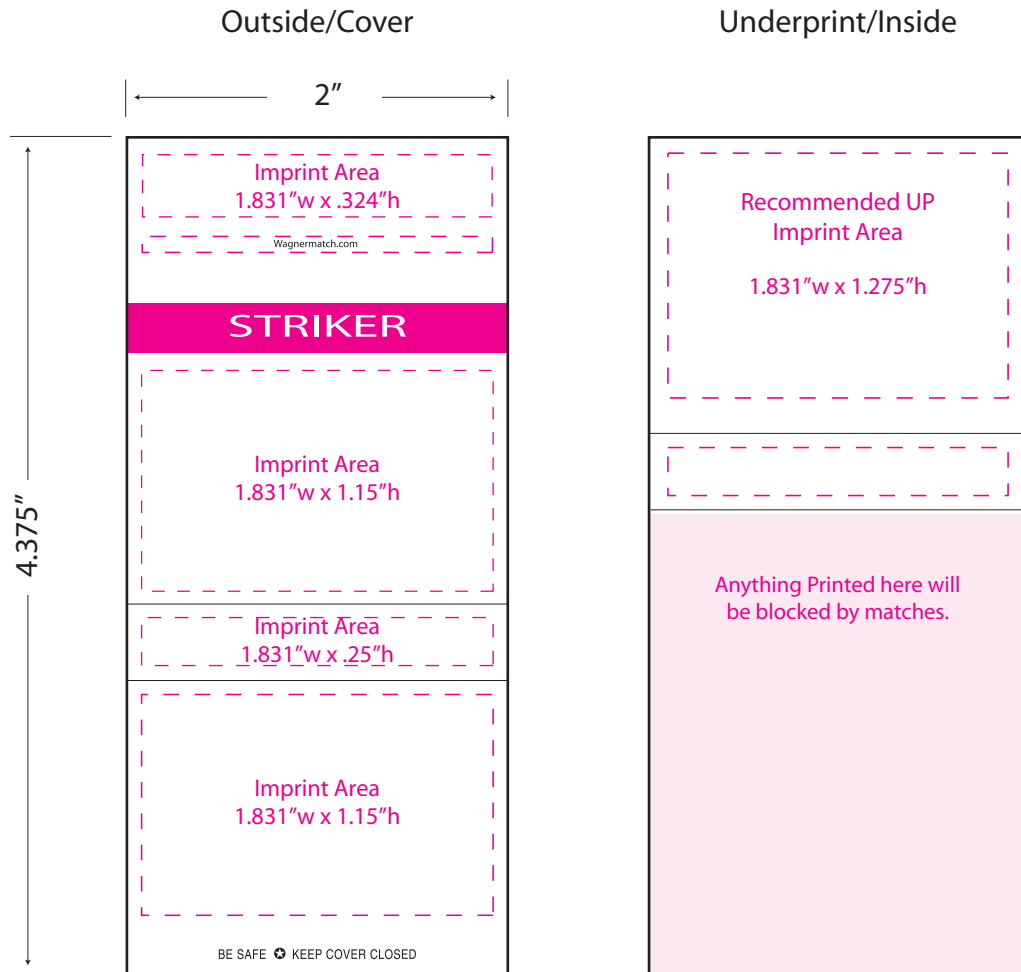 Outside/Cover
2”
4.375”
Imprint Area
1.831”w x .324”h
Wagnermatch.com
STRIKER
Imprint Area
1.831”w x 1.15”h
Imprint Area
1.831”w x .25”h
Imprint Area
1.831”w x 1.15”h
BE SAFE ✪ KEEP COVER CLOSED
Underprint/Inside
Recommended UP
Imprint Area
1.831”w x 1.275”h
Anything Printed here will
be blocked by matches.